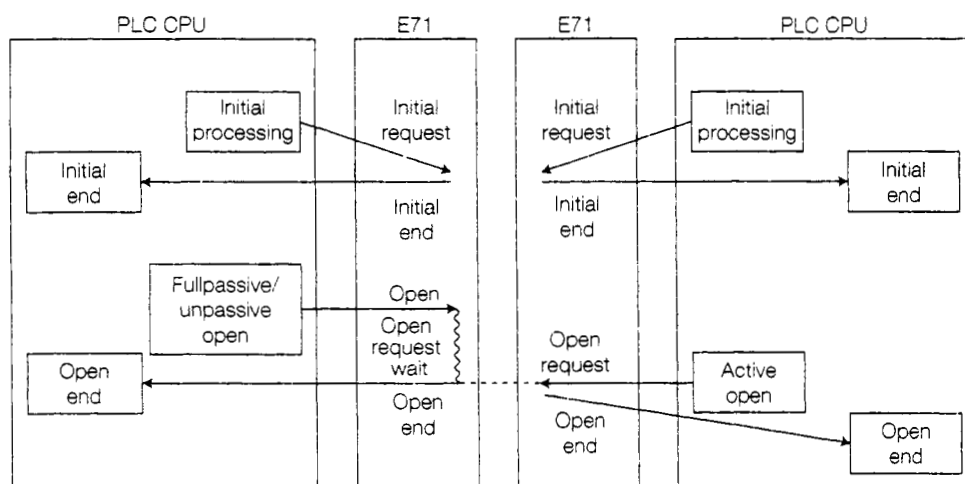 PLC CPU
E71
E71
PLC CPU
Initial
processing
Initial
request
Initial
request
Initial
processing
Initial
end
Initial
end
Initial
end
Initial
end
Fullpassive/
unpassive
open
Open
Open
request
wait
Open
request
Open
end
Active
open
Open
end
Open
end
Open
end